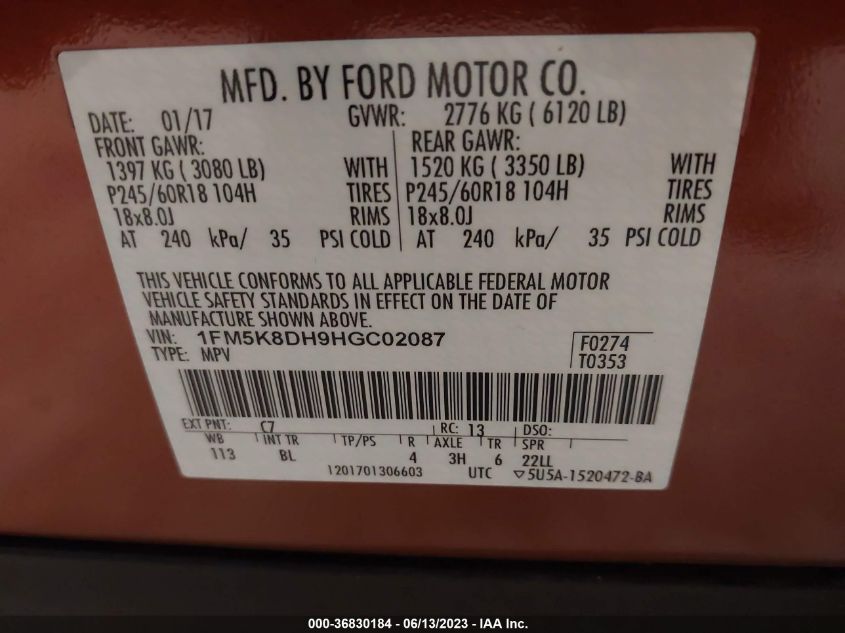 MFD. BY FORD MOTOR CO.
DATE: 01/17 GVWR: 2776 KG ( 6120 LB)
FRONT GAWR: REAR GAWR:
1397 KG ( 3080 LB) WITH 1520 KG ( 3350 LB) WITH
P245/60R18 104H TIRES P245/60R18 104H TIRES
18x8.0J RIMS 18x8.0J RIMS
AT 240 kPa/ 35 PSI COLD AT 240 kPa/ 35 PSI COLD
THIS VEHICLE CONFORMS TO ALL APPLICABLE FEDERAL MOTOR
VEHICLE SAFETY STANDARDS IN EFFECT ON THE DATE OF
MANUFACTURE SHOWN ABOVE.
VIN: 1FM5K8DH9HGC02087 F0274
TYPE: MPV T0353
EXT PNT: C7 RC: 13 DSO:
WB INT TR TP/PS R AXLE TR SPR
113 BL 4 3H 6 22LL
1201701306603 UTC ▽5U5A-1520472-BA
000-36830184 — 06/13/2023 — IAA Inc.